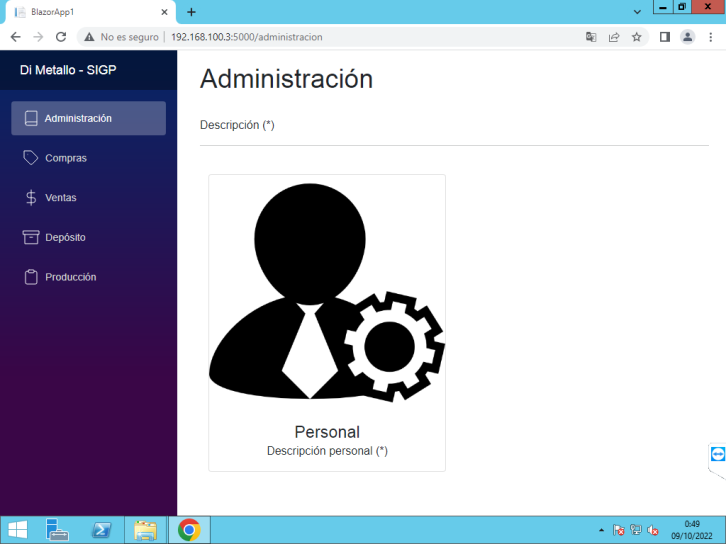 BlazorApp1
No es seguro
192.168.100.3:5000/administracion
Di Metallo - SIGP
Administración
Compras
Ventas
Depósito
Producción
Administración
Descripción (*)
Personal
Descripción personal (*)
0:49
09/10/2022